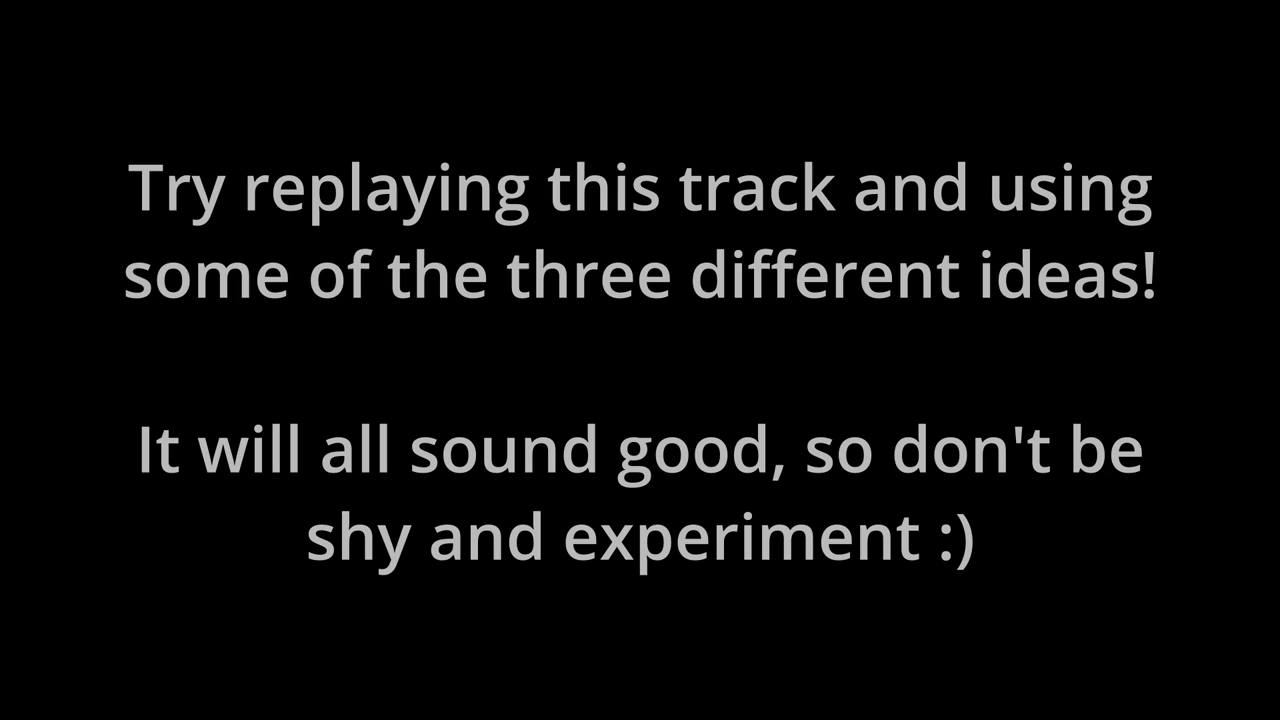 Try replaying this track and using
some of the three different ideas!
It will all sound good, so don't be
shy and experiment :)